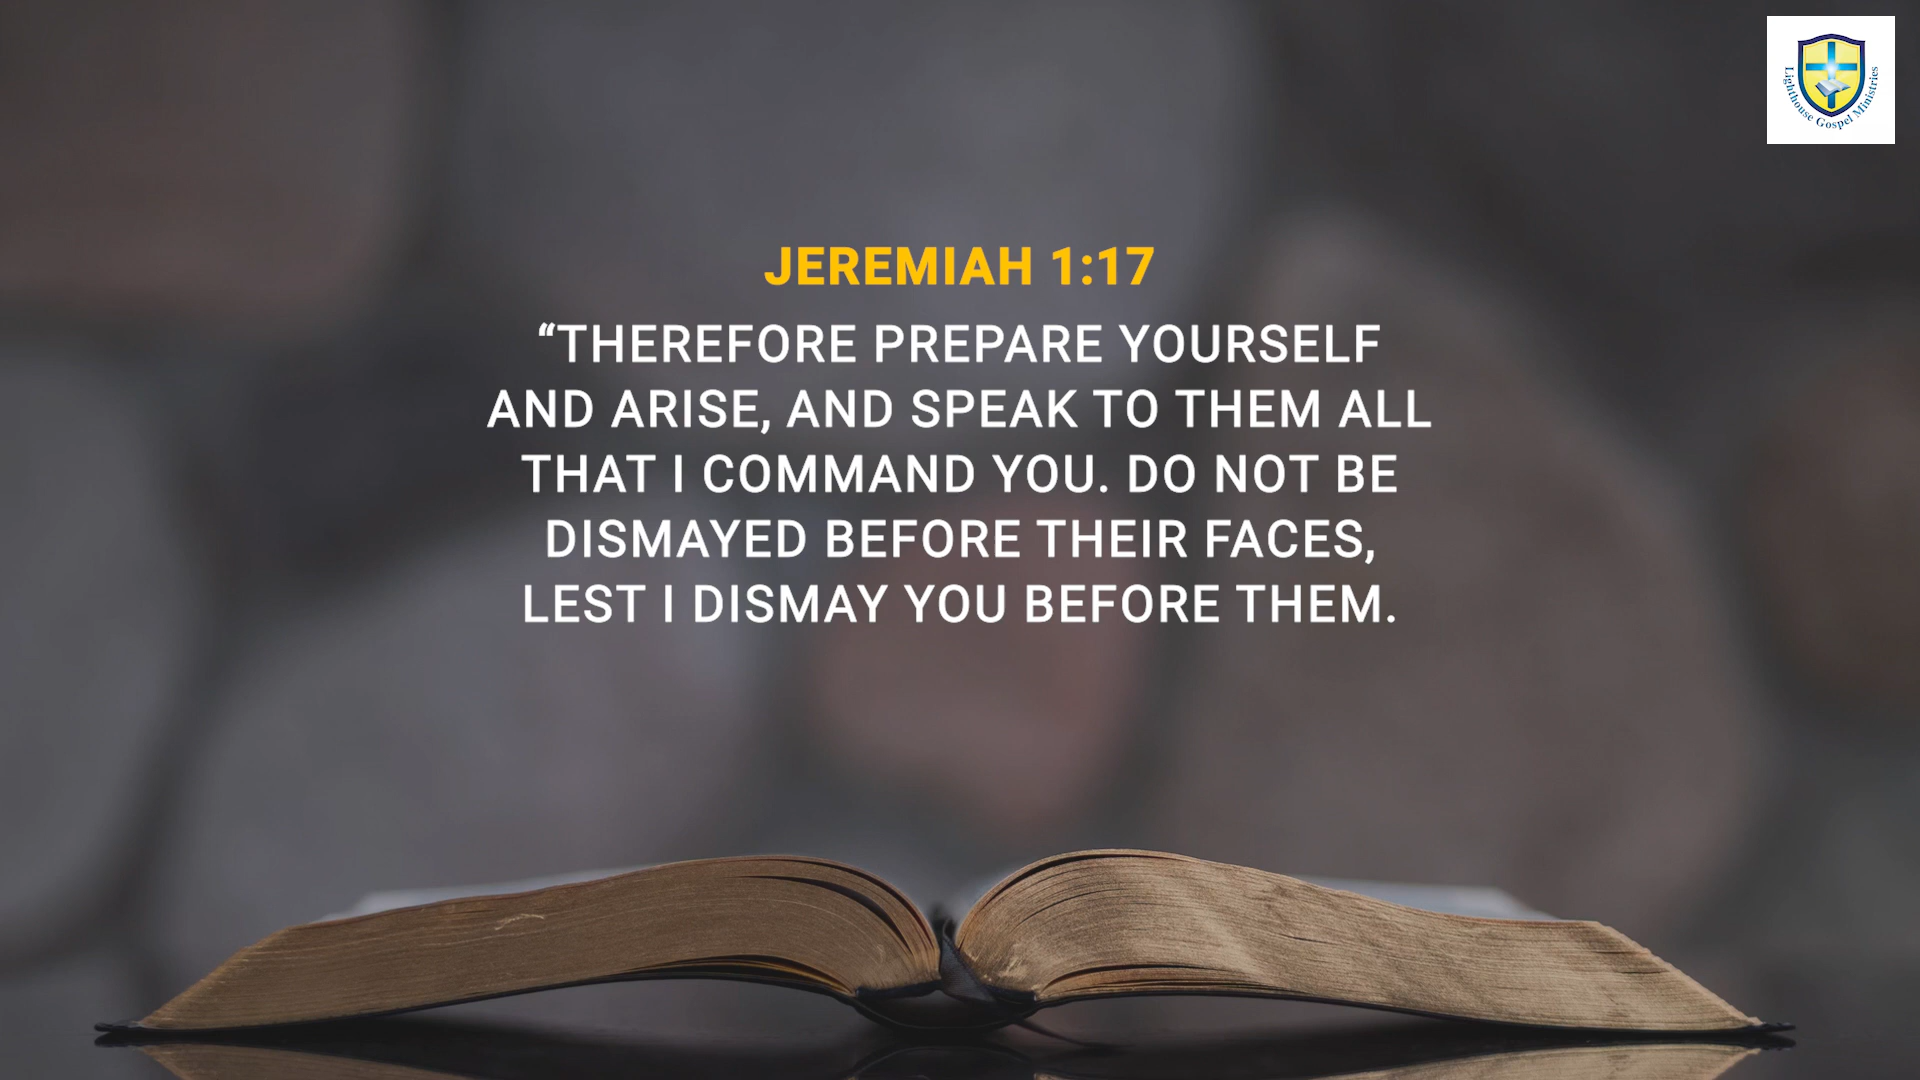 Lighthouse Gospel Ministries
JEREMIAH 1:17
“THEREFORE PREPARE YOURSELF
AND ARISE, AND SPEAK TO THEM ALL
THAT I COMMAND YOU. DO NOT BE
DISMAYED BEFORE THEIR FACES,
LEST I DISMAY YOU BEFORE THEM.